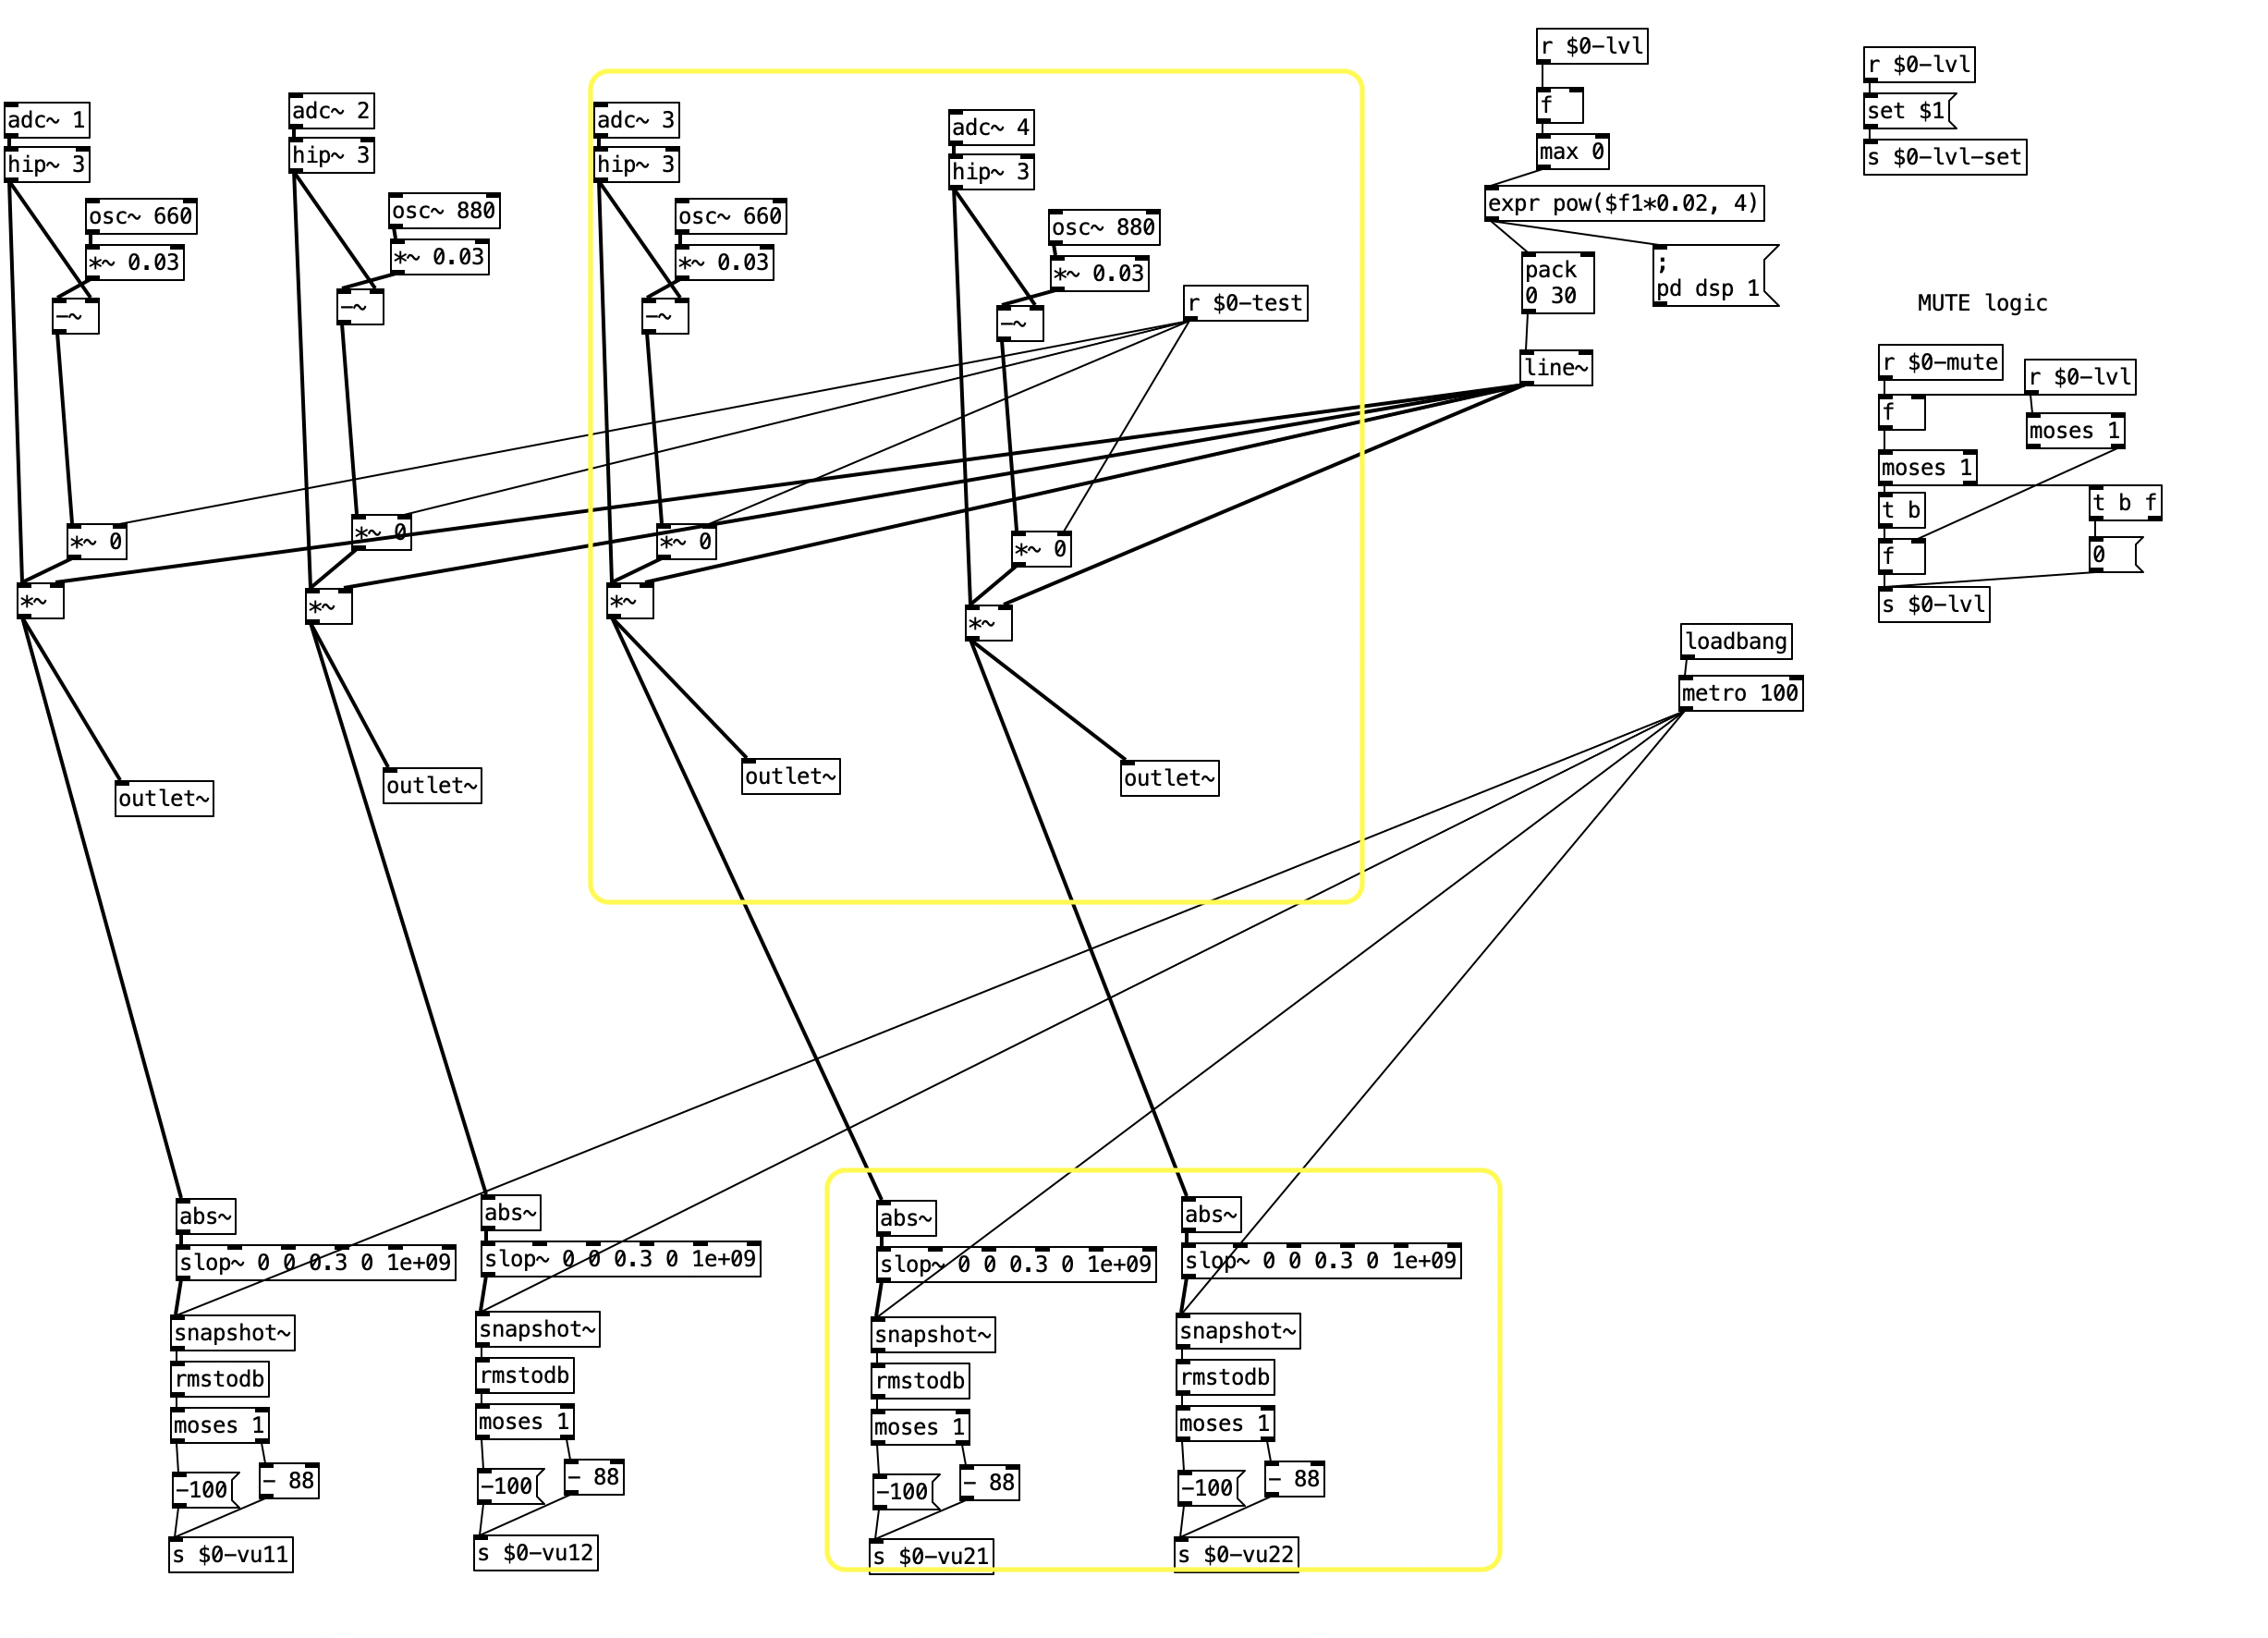 r $0-lvl
r $0-lvl
f
set $1
adc~ 1
adc~ 2
adc~ 3
adc~ 4
max 0
s $0-lvl-set
hip~ 3
hip~ 3
hip~ 3
hip~ 3
osc~ 660
osc~ 880
osc~ 660
osc~ 880
expr pow($f1*0.02, 4)
*~ 0.03
*~ 0.03
*~ 0.03
*~ 0.03
pack
0 30
;
pd dsp 1
-~
-~
-~
-~
r $0-test
MUTE logic
line~
r $0-mute
r $0-lvl
f
moses 1
moses 1
t b
t b f
*~ 0
*~ 0
*~ 0
*~ 0
f
0
*~
*~
*~
*~
s $0-lvl
loadbang
metro 100
outlet~
outlet~
outlet~
outlet~
abs~
abs~
abs~
abs~
slop~ 0 0 0.3 0 1e+09
slop~ 0 0 0.3 0 1e+09
slop~ 0 0 0.3 0 1e+09
slop~ 0 0 0.3 0 1e+09
snapshot~
snapshot~
snapshot~
snapshot~
rmstodb
rmstodb
rmstodb
rmstodb
moses 1
moses 1
moses 1
moses 1
-100
- 88
-100
- 88
-100
- 88
-100
- 88
s $0-vu11
s $0-vu12
s $0-vu21
s $0-vu22